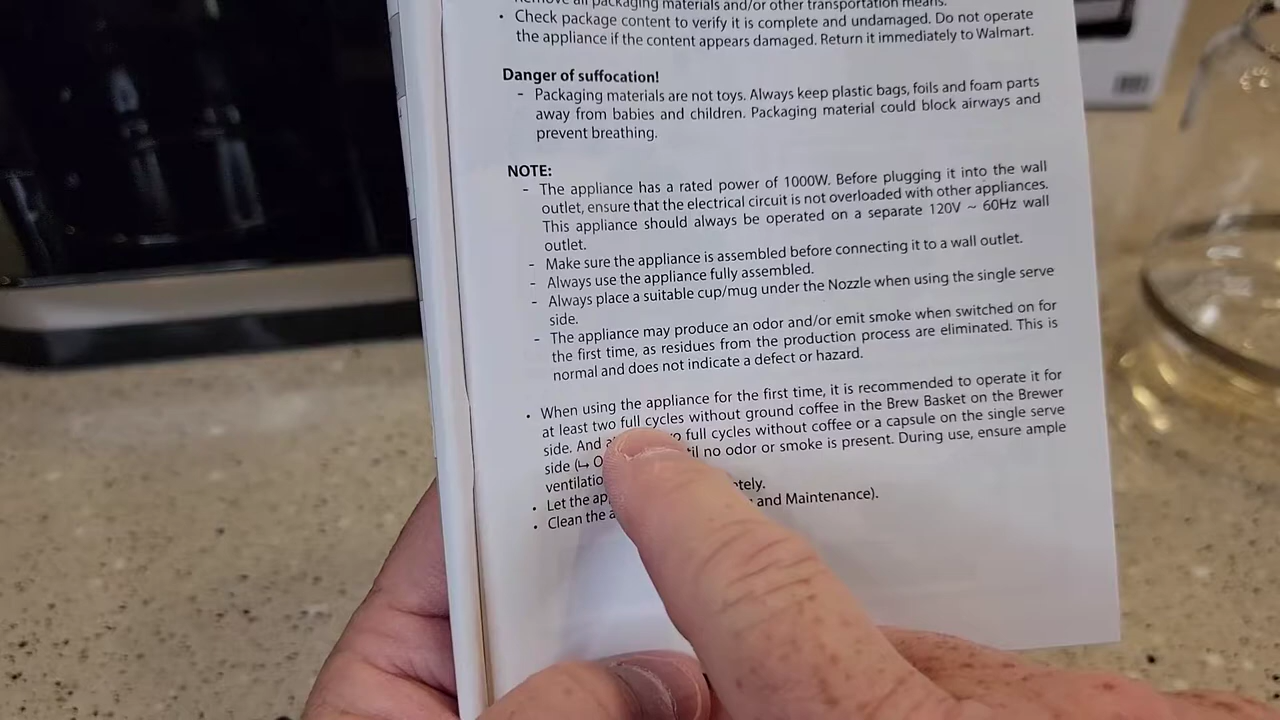 Remove all packaging materials and/or other transportation means.
• Check package content to verify it is complete and undamaged. Do not operate
the appliance if the content appears damaged. Return it immediately to Walmart.
Danger of suffocation!
- Packaging materials are not toys. Always keep plastic bags, foils and foam parts
away from babies and children. Packaging material could block airways and
prevent breathing.
NOTE:
- The appliance has a rated power of 1000W. Before plugging it into the wall
outlet, ensure that the electrical circuit is not overloaded with other appliances.
This appliance should always be operated on a separate 120V ~ 60Hz wall
outlet.
- Make sure the appliance is assembled before connecting it to a wall outlet.
- Always use the appliance fully assembled.
- Always place a suitable cup/mug under the Nozzle when using the single serve
side.
- The appliance may produce an odor and/or emit smoke when switched on for
the first time, as residues from the production process are eliminated. This is
normal and does not indicate a defect or hazard.
• When using the appliance for the first time, it is recommended to operate it for
at least two full cycles without ground coffee in the Brew Basket on the Brewer
side. And full cycles without coffee or a capsule on the single serve
side (↳ no odor or smoke is present. During use, ensure ample
• Let the
• Clean the and Maintenance).